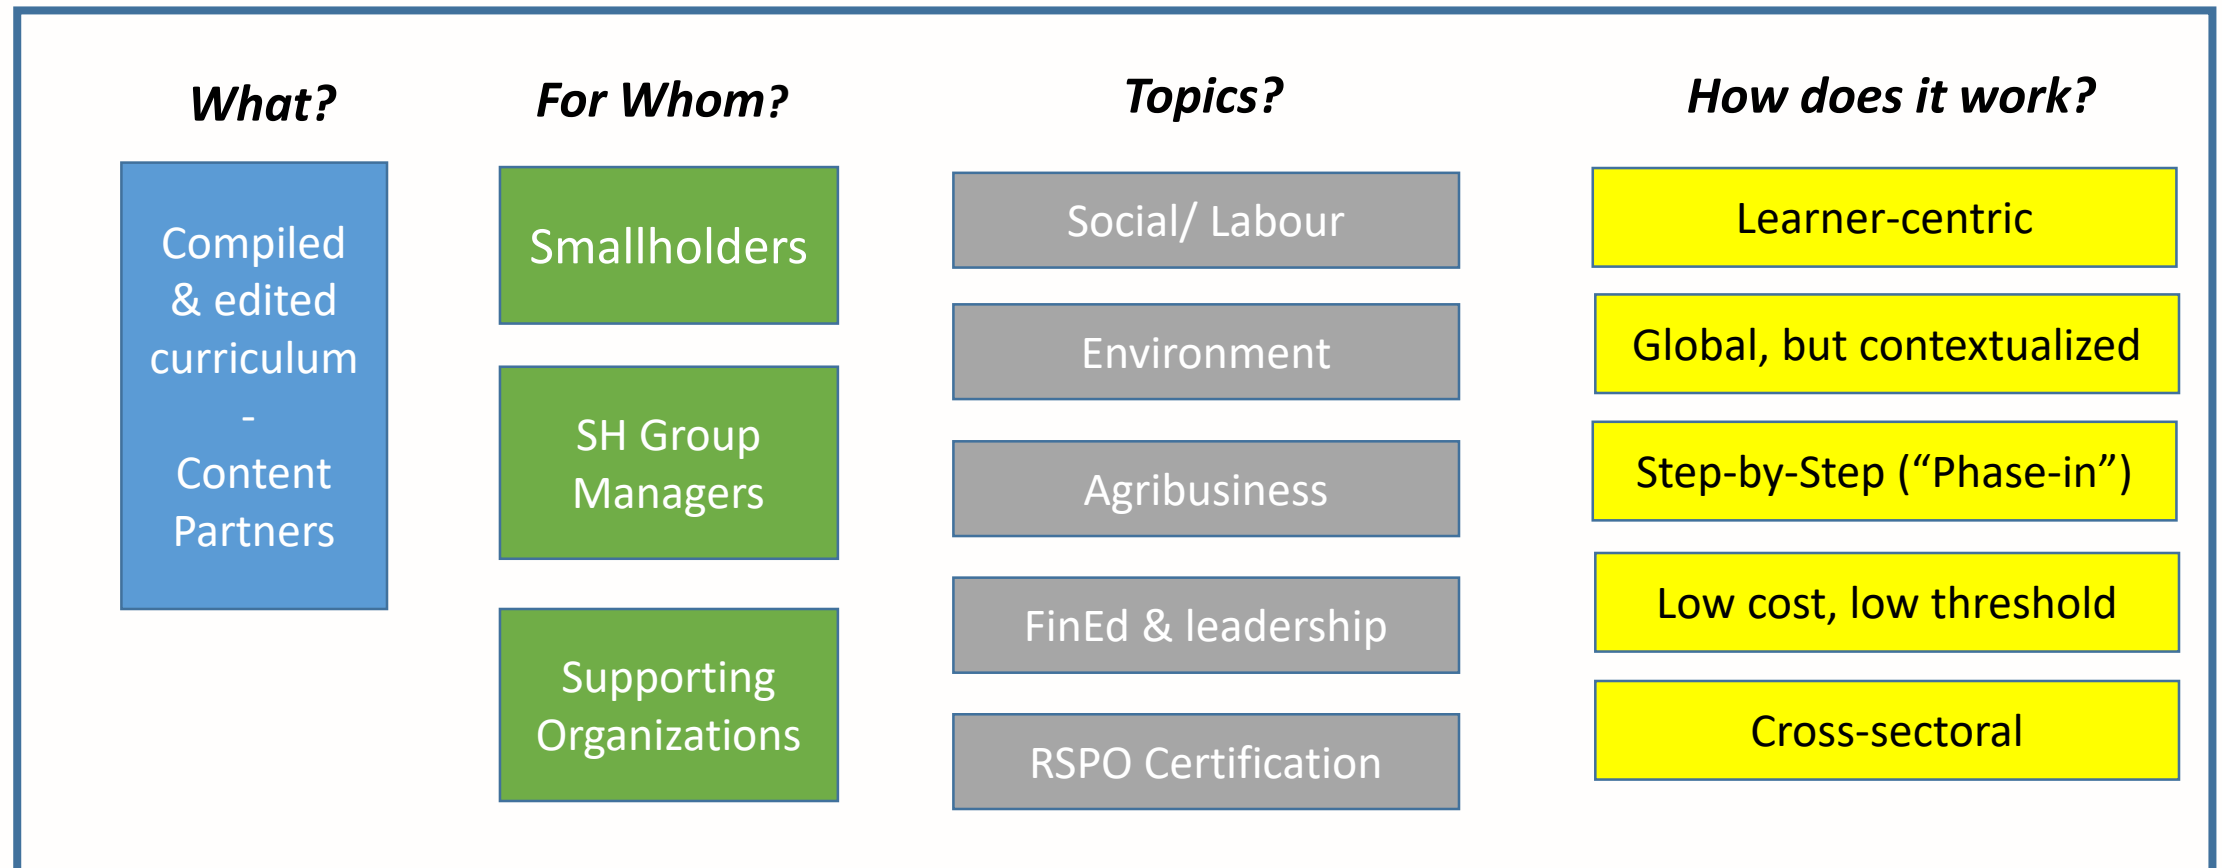 What?
Compiled
& edited
curriculum
-
Content
Partners
For Whom?
Smallholders
SH Group
Managers
Supporting
Organizations
Topics?
Social/ Labour
Environment
Agribusiness
FinEd & leadership
RSPO Certification
How does it work?
Learner-centric
Global, but contextualized
Step-by-Step (“Phase-in”)
Low cost, low threshold
Cross-sectoral